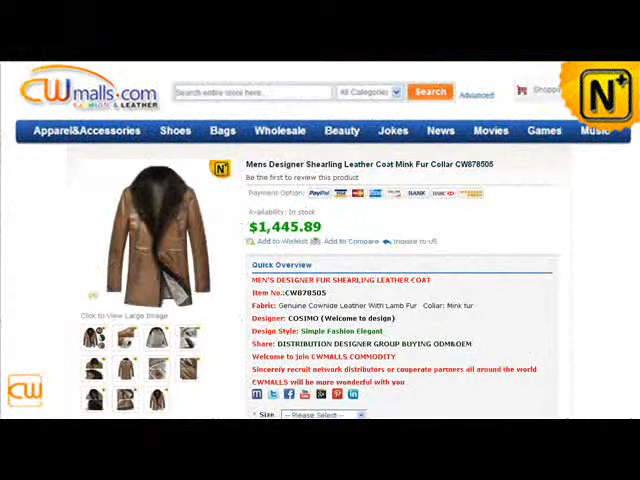 CWmalls.com
FASHION & LEATHER
Search entire store here...
All Categories
Search
Advanced
Shoppi
N+
Apparel&Accessories Shoes Bags Wholesale Beauty Jokes News Movies Games Music
N+
Mens Designer Shearling Leather Coat Mink Fur Collar CW878505
Be the first to review this product
Payment Option: PayPal VISA BANK
Availability: In stock
$1,445.89
Add to Wishlist Add to Compare Inquire to US
Quick Overview
MEN'S DESIGNER FUR SHEARLING LEATHER COAT
Item No.:CW878505
Fabric: Genuine Cowhide Leather With Lamb Fur Collar: Mink fur
Designer: COSIMO (Welcome to design)
Click to View Large Image
Design Style: Simple Fashion Elegant
Share: DISTRIBUTION DESIGNER GROUP BUYING ODM&OEM
Welcome to join CWMALLS COMMODITY
Sincerely recruit network distributors or cooperate partners all around the world
CWMALLS will be more wonderful with you
CW
* Size
-- Please Select --